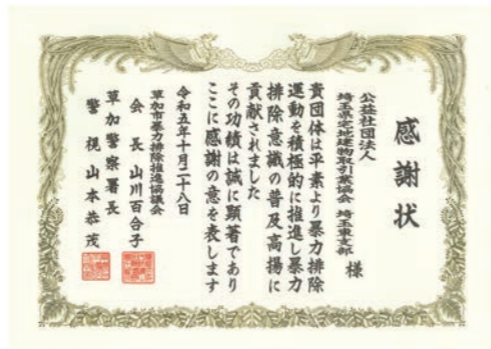 感謝状
公益社団法人
埼玉県宅地建物取引業協会 埼玉東支部 様
貴団体は平素より暴力排除
運動を積極的に推進し暴力
排除意識の普及高揚に
貢献されました
その功績は誠に顕著であり
ここに感謝の意を表します
令和五年十月二十八日
草加市暴力排除推進協議会
会長 山川百合子
草加警察署長
警視 山本恭茂